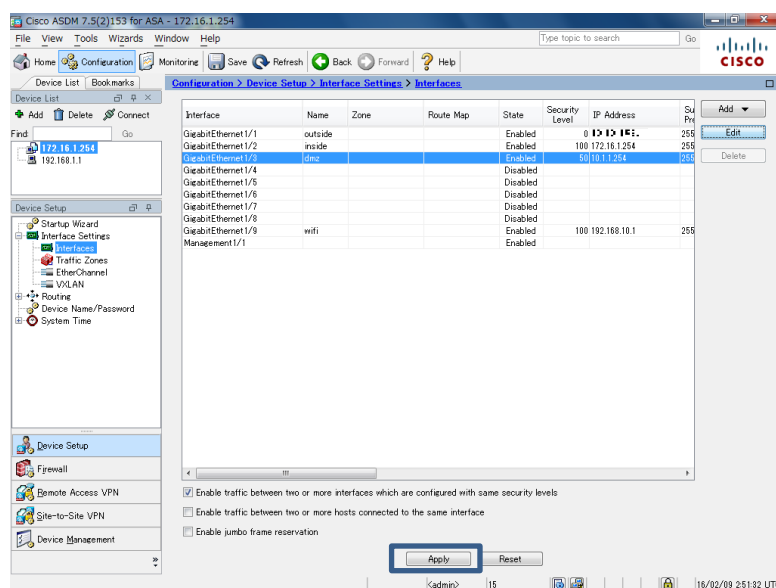 Cisco ASDM 7.5(2)153 for ASA - 172.16.1.254
File View Tools Wizards Window Help
Type topic to search Go
Home Configuration Monitoring Save Refresh Back Forward Help
CISCO
Device List Bookmarks
Device List
Add Delete Connect
Find: Go
172.16.1.254
192.168.1.1
Device Setup
Startup Wizard
Interface Settings
Interfaces
Traffic Zones
EtherChannel
VXLAN
Routing
Device Name/Password
System Time
Device Setup
Firewall
Remote Access VPN
Site-to-Site VPN
Device Management
Configuration > Device Setup > Interface Settings > Interfaces
Interface Name Zone Route Map State Security Level IP Address Su
GigabitEthernet1/1 outside Enabled 0 255
GigabitEthernet1/2 inside Enabled 100 172.16.1.254 255
GigabitEthernet1/3 dmz Enabled 50 10.1.1.254 255
GigabitEthernet1/4 Disabled
GigabitEthernet1/5 Disabled
GigabitEthernet1/6 Disabled
GigabitEthernet1/7 Disabled
GigabitEthernet1/8 Disabled
GigabitEthernet1/9 wifi Enabled 100 192.168.10.1 255
Management1/1 Enabled
Add
Edit
Delete
Enable traffic between two or more interfaces which are configured with same security levels
Enable traffic between two or more hosts connected to the same interface
Enable jumbo frame reservation
Apply Reset
<admin> 15 16/02/09 2:51:32 UT